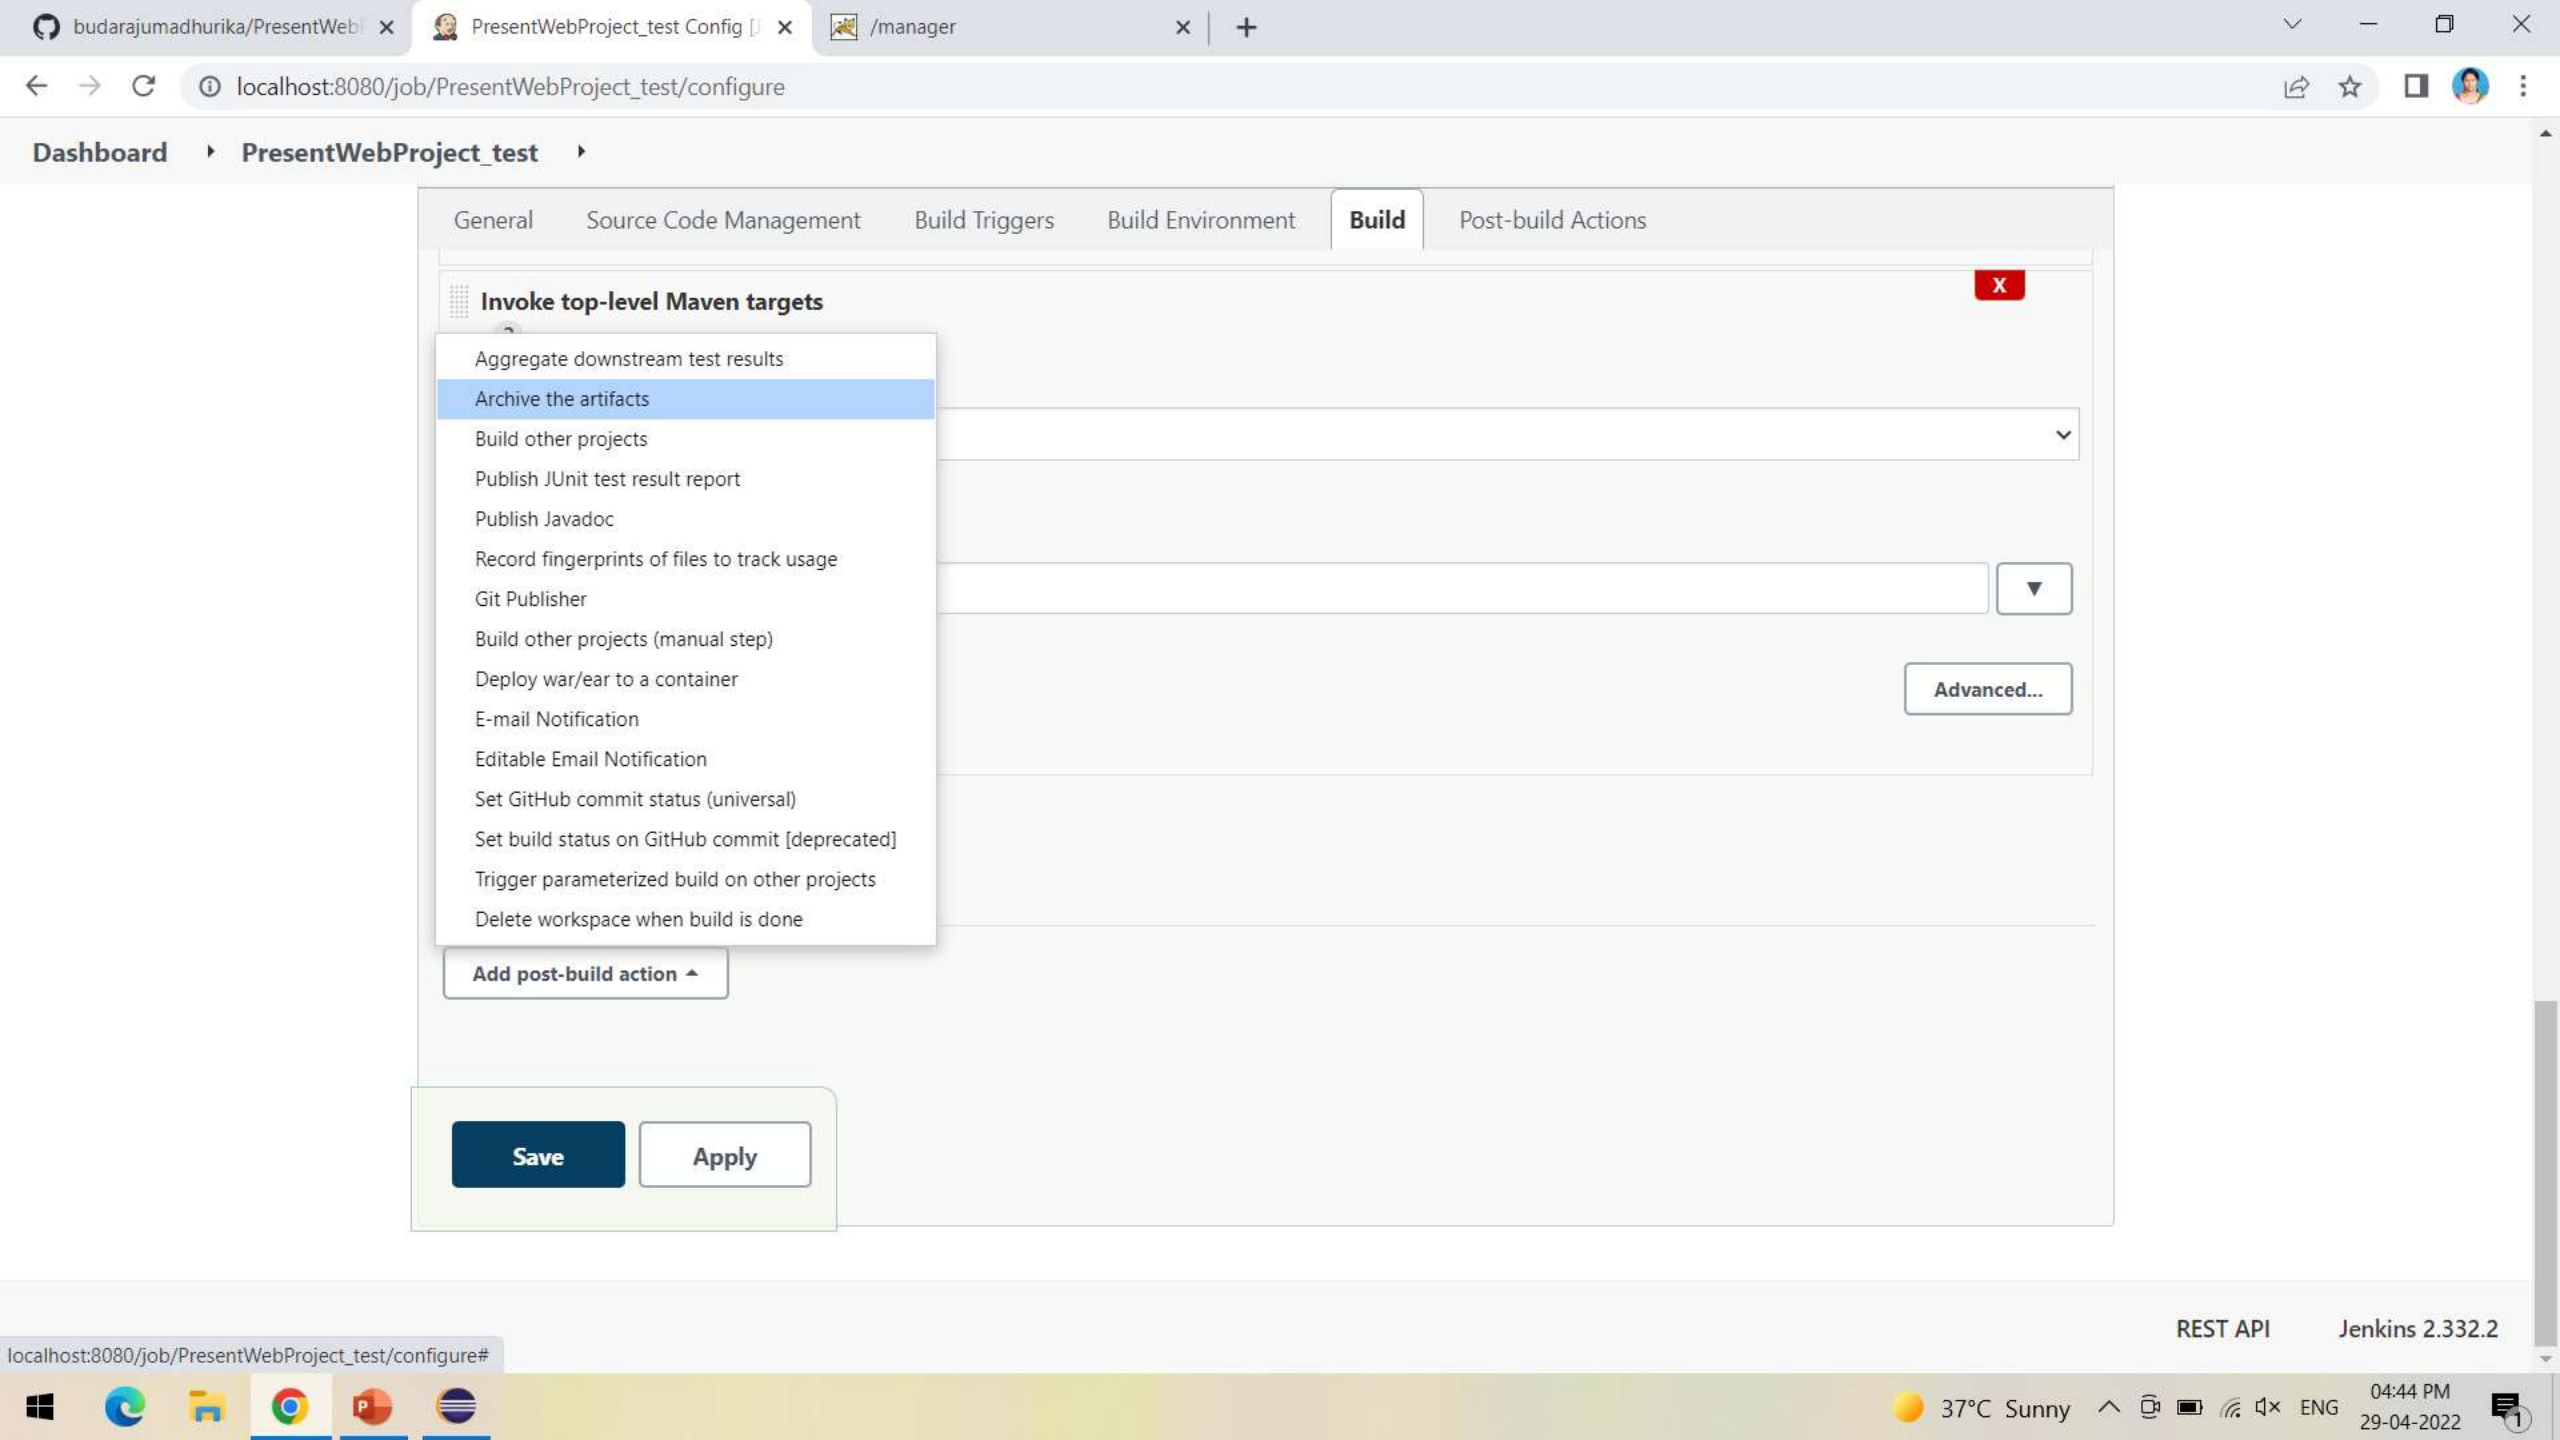 budarajumadhurika/PresentWeb
PresentWebProject_test Config [J
/manager
localhost:8080/job/PresentWebProject_test/configure
Dashboard
PresentWebProject_test
General
Source Code Management
Build Triggers
Build Environment
Build
Post-build Actions
Invoke top-level Maven targets
X
Aggregate downstream test results
Archive the artifacts
Build other projects
Publish JUnit test result report
Publish Javadoc
Record fingerprints of files to track usage
Git Publisher
Build other projects (manual step)
Deploy war/ear to a container
E-mail Notification
Editable Email Notification
Set GitHub commit status (universal)
Set build status on GitHub commit [deprecated]
Trigger parameterized build on other projects
Delete workspace when build is done
Advanced...
Add post-build action
Save
Apply
REST API
Jenkins 2.332.2
localhost:8080/job/PresentWebProject_test/configure#
37°C Sunny
ENG
04:44 PM
29-04-2022
1